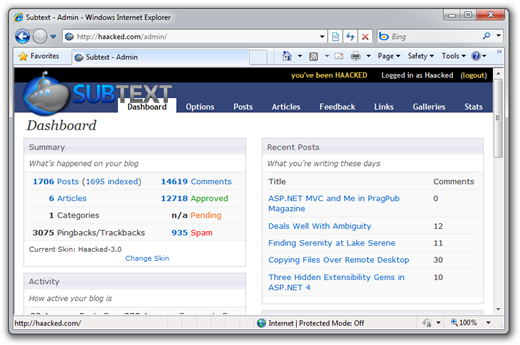 Subtext - Admin - Windows Internet Explorer
http://haacked.com/admin/
Bing
Favorites
Subtext - Admin
Page
Safety
Tools
you've been HAACKED Logged in as Haacked (logout)
SUBTEXT
Dashboard Options Posts Articles Feedback Links Galleries Stats
Dashboard
Summary
What's happened on your blog
1706 Posts (1695 indexed) 14619 Comments
6 Articles 12718 Approved
1 Categories n/a Pending
3075 Pingbacks/Trackbacks 935 Spam
Current Skin: Haacked-3.0
Change Skin
Activity
How active your blog is
Recent Posts
What you're writing these days
Title Comments
ASP.NET MVC and Me in PragPub 0
Magazine
Deals Well With Ambiguity 12
Finding Serenity at Lake Serene 11
Copying Files Over Remote Desktop 30
Three Hidden Extensibility Gems in 10
ASP.NET 4
http://haacked.com/ Internet | Protected Mode: Off 100%